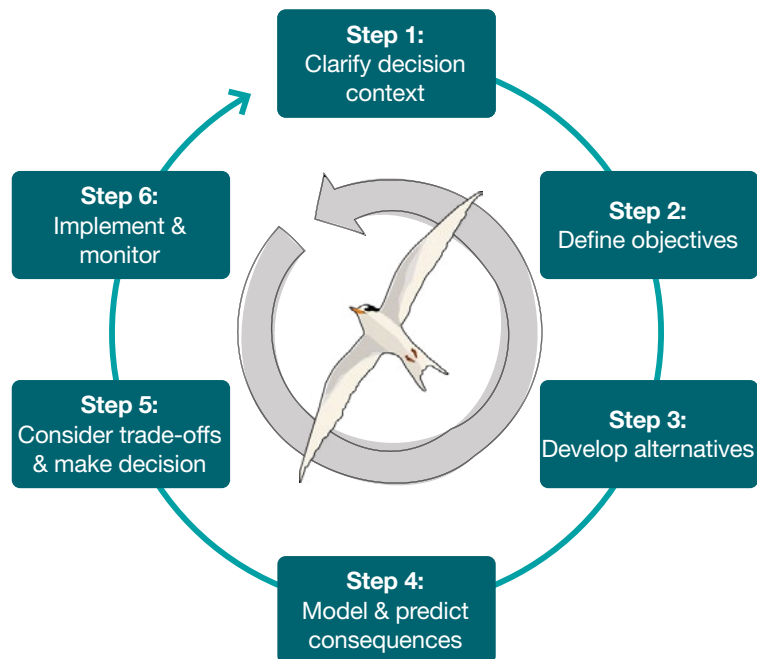 Step 1:
Clarify decision
context
Step 2:
Define objectives
Step 3:
Develop alternatives
Step 4:
Model & predict
consequences
Step 5:
Consider trade-offs
& make decision
Step 6:
Implement &
monitor